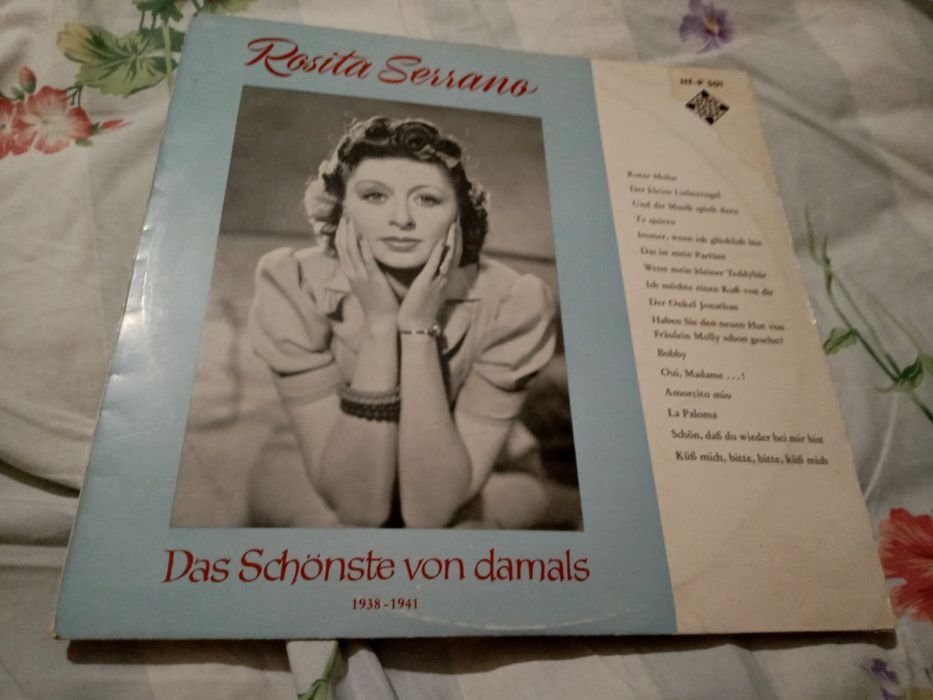 Rosita Serrano
HT-P 501
Roter Mohn
Der kleine Liebesvogel
Und die Musik spielt dazu
Te quiero
Immer, wenn ich glücklich bin
Das ist mein Parfüm
Wenn mein kleiner Teddybär
Ich möchte einen Kuß von dir
Der Onkel Jonathan
Haben Sie den neuen Hut von
Fräulein Molly schon gesehn?
Bobby
Oui, Madame . . . !
Amorcito mio
La Paloma
Schön, daß du wieder bei mir bist
Küß mich, bitte, bitte, küß mich
Das Schönste von damals
1938-1941